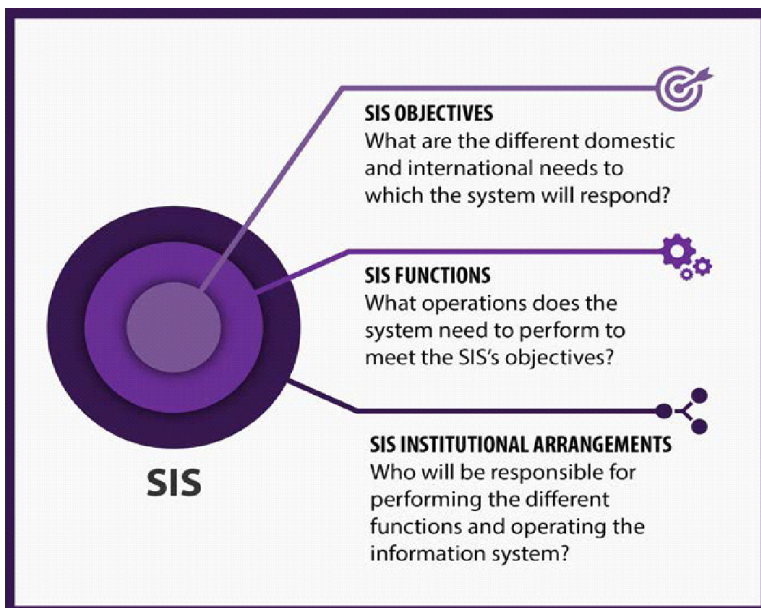 SIS OBJECTIVES
What are the different domestic
and international needs to
which the system will respond?
SIS FUNCTIONS
What operations does the
system need to perform to
meet the SIS's objectives?
SIS INSTITUTIONAL ARRANGEMENTS
Who will be responsible for
performing the different
functions and operating the
information system?
SIS